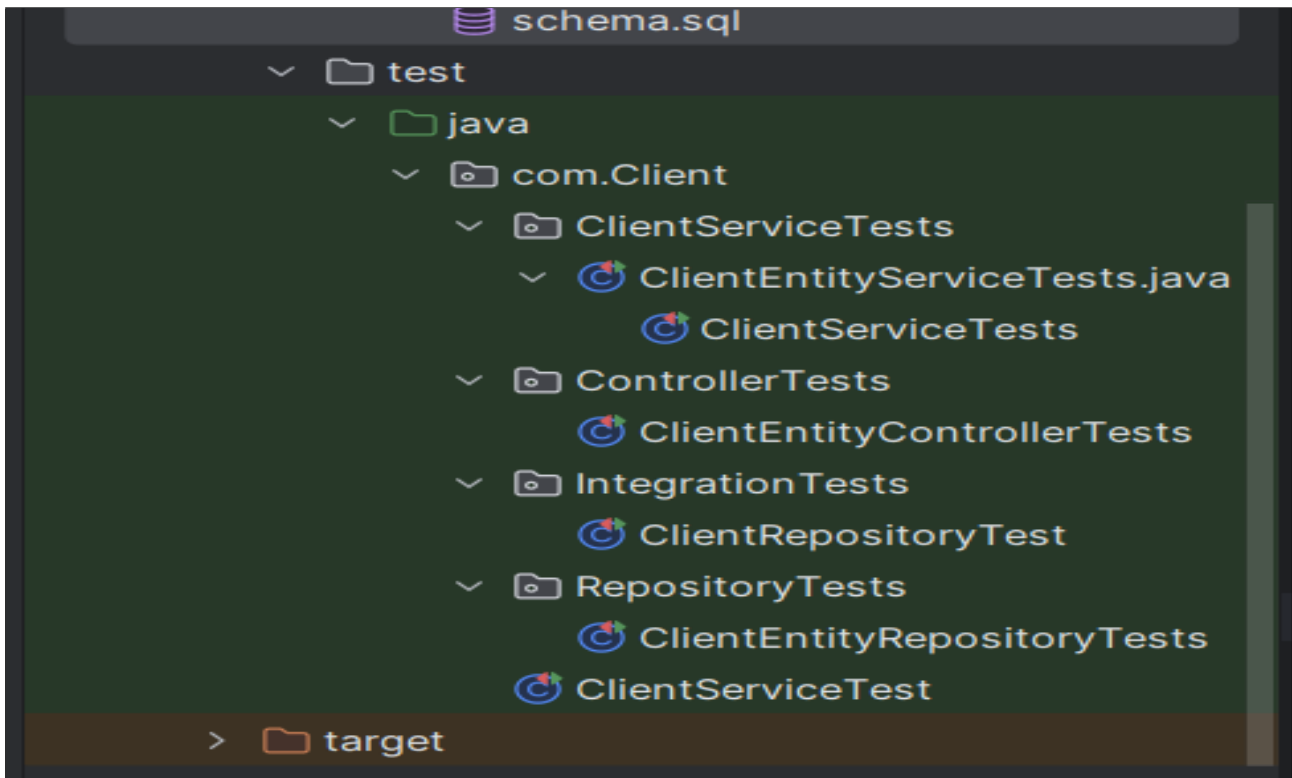 schema.sql
test
java
com.Client
ClientServiceTests
ClientEntityServiceTests.java
ClientServiceTests
ControllerTests
ClientEntityControllerTests
IntegrationTests
ClientRepositoryTest
RepositoryTests
ClientEntityRepositoryTests
ClientServiceTest
target